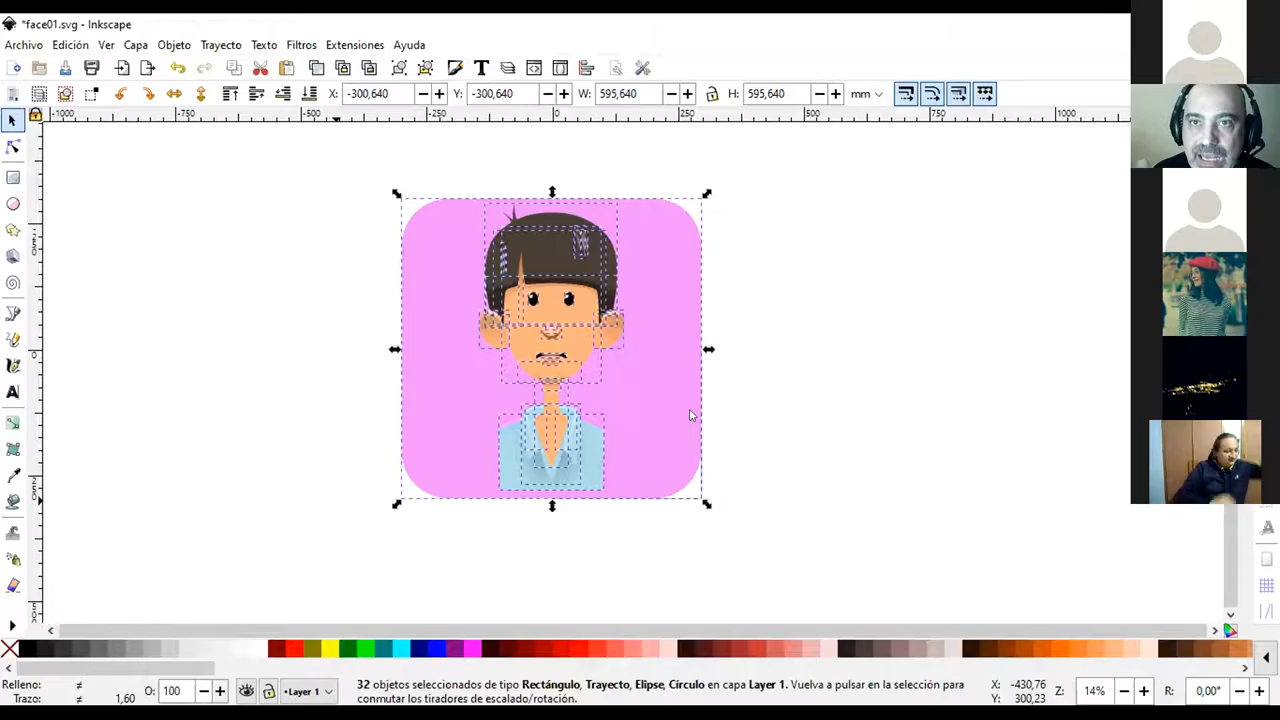 *face01.svg - Inkscape
Archivo Edición Ver Capa Objeto Trayecto Texto Filtros Extensiones Ayuda
X: -300,640 Y: -300,640 W: 595,640 H: 595,640 mm
-1000 -750 -500 -250 0 250 500 750 1000
Relleno: O: 100 Layer 1 32 objetos seleccionados de tipo Rectángulo, Trayecto, Elipse, Círculo en capa Layer 1. Vuelva a pulsar en la selección para X: -430,76 Z: 14% R: 0,00°
Trazo: 1,60 conmutar los tiradores de escalado/rotación. Y: 300,23